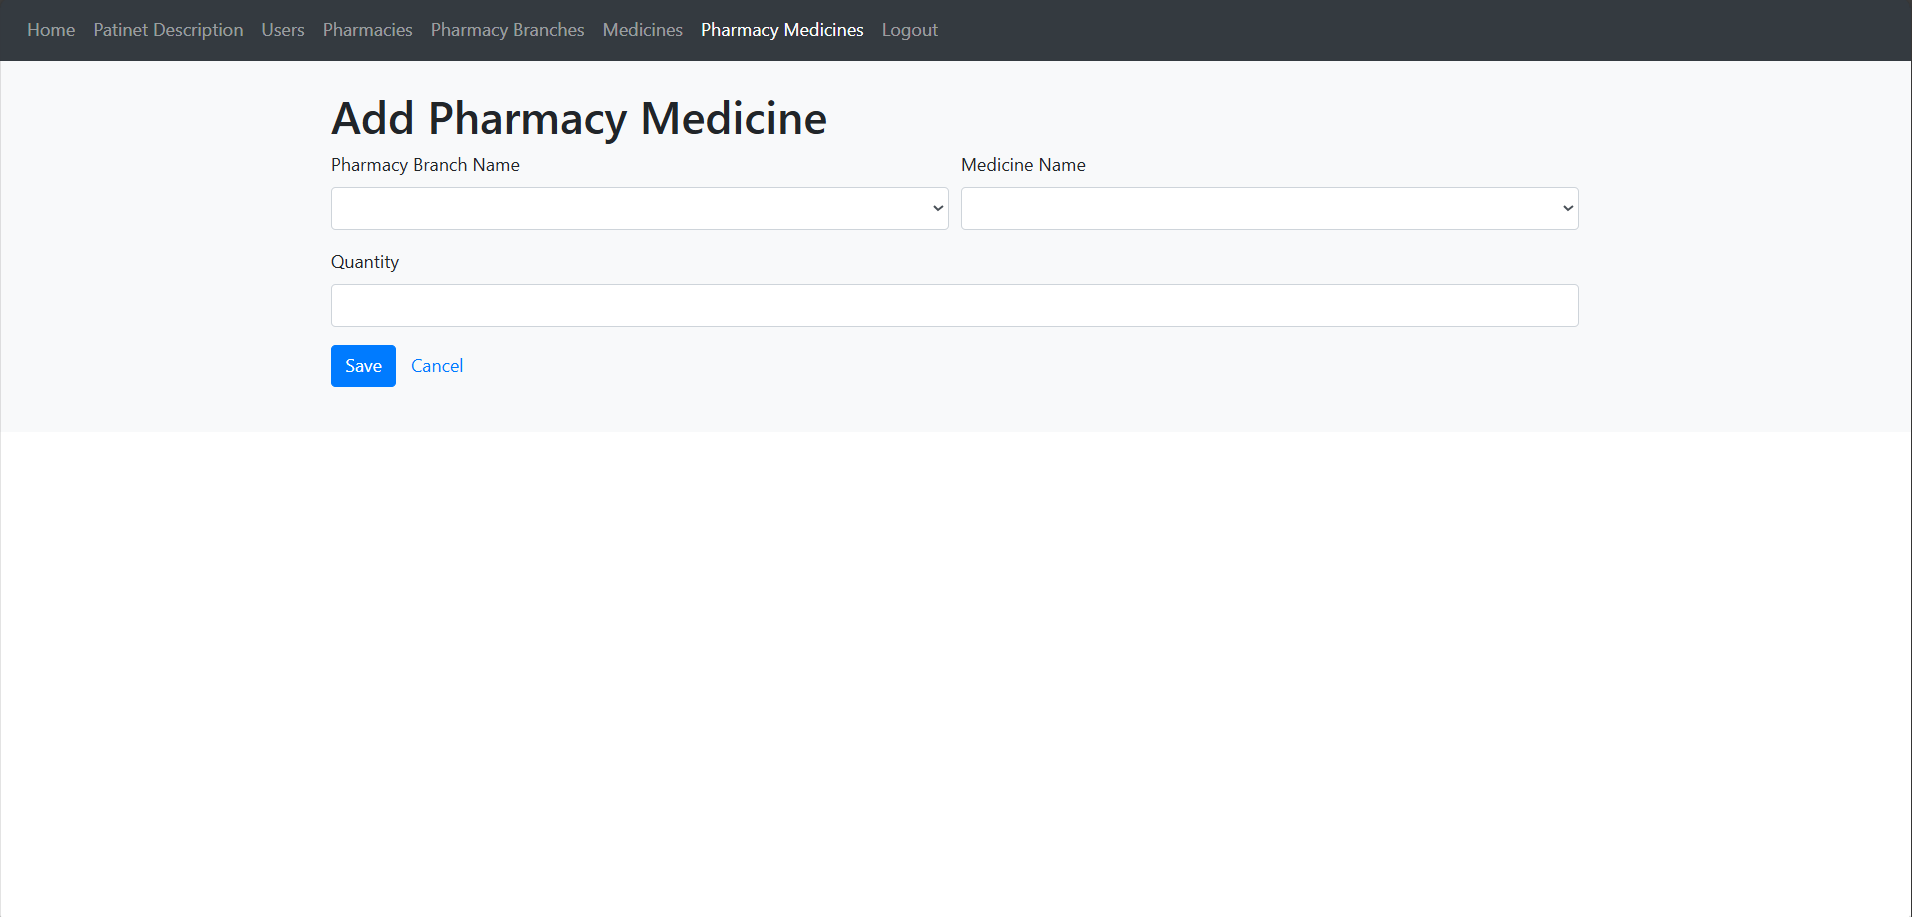 Home Patinet Description Users Pharmacies Pharmacy Branches Medicines Pharmacy Medicines Logout
Add Pharmacy Medicine
Pharmacy Branch Name Medicine Name
Quantity
Save Cancel